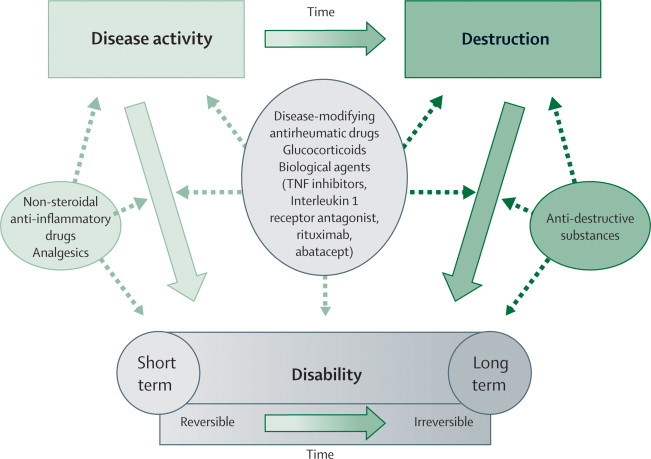 Time
Disease activity
Destruction
Disease-modifying
antirheumatic drugs
Glucocorticoids
Biological agents
(TNF inhibitors,
Interleukin 1
receptor antagonist,
rituximab,
abatacept)
Non-steroidal
anti-inflammatory
drugs
Analgesics
Anti-destructive
substances
Short
term
Disability
Long
term
Reversible
Irreversible
Time